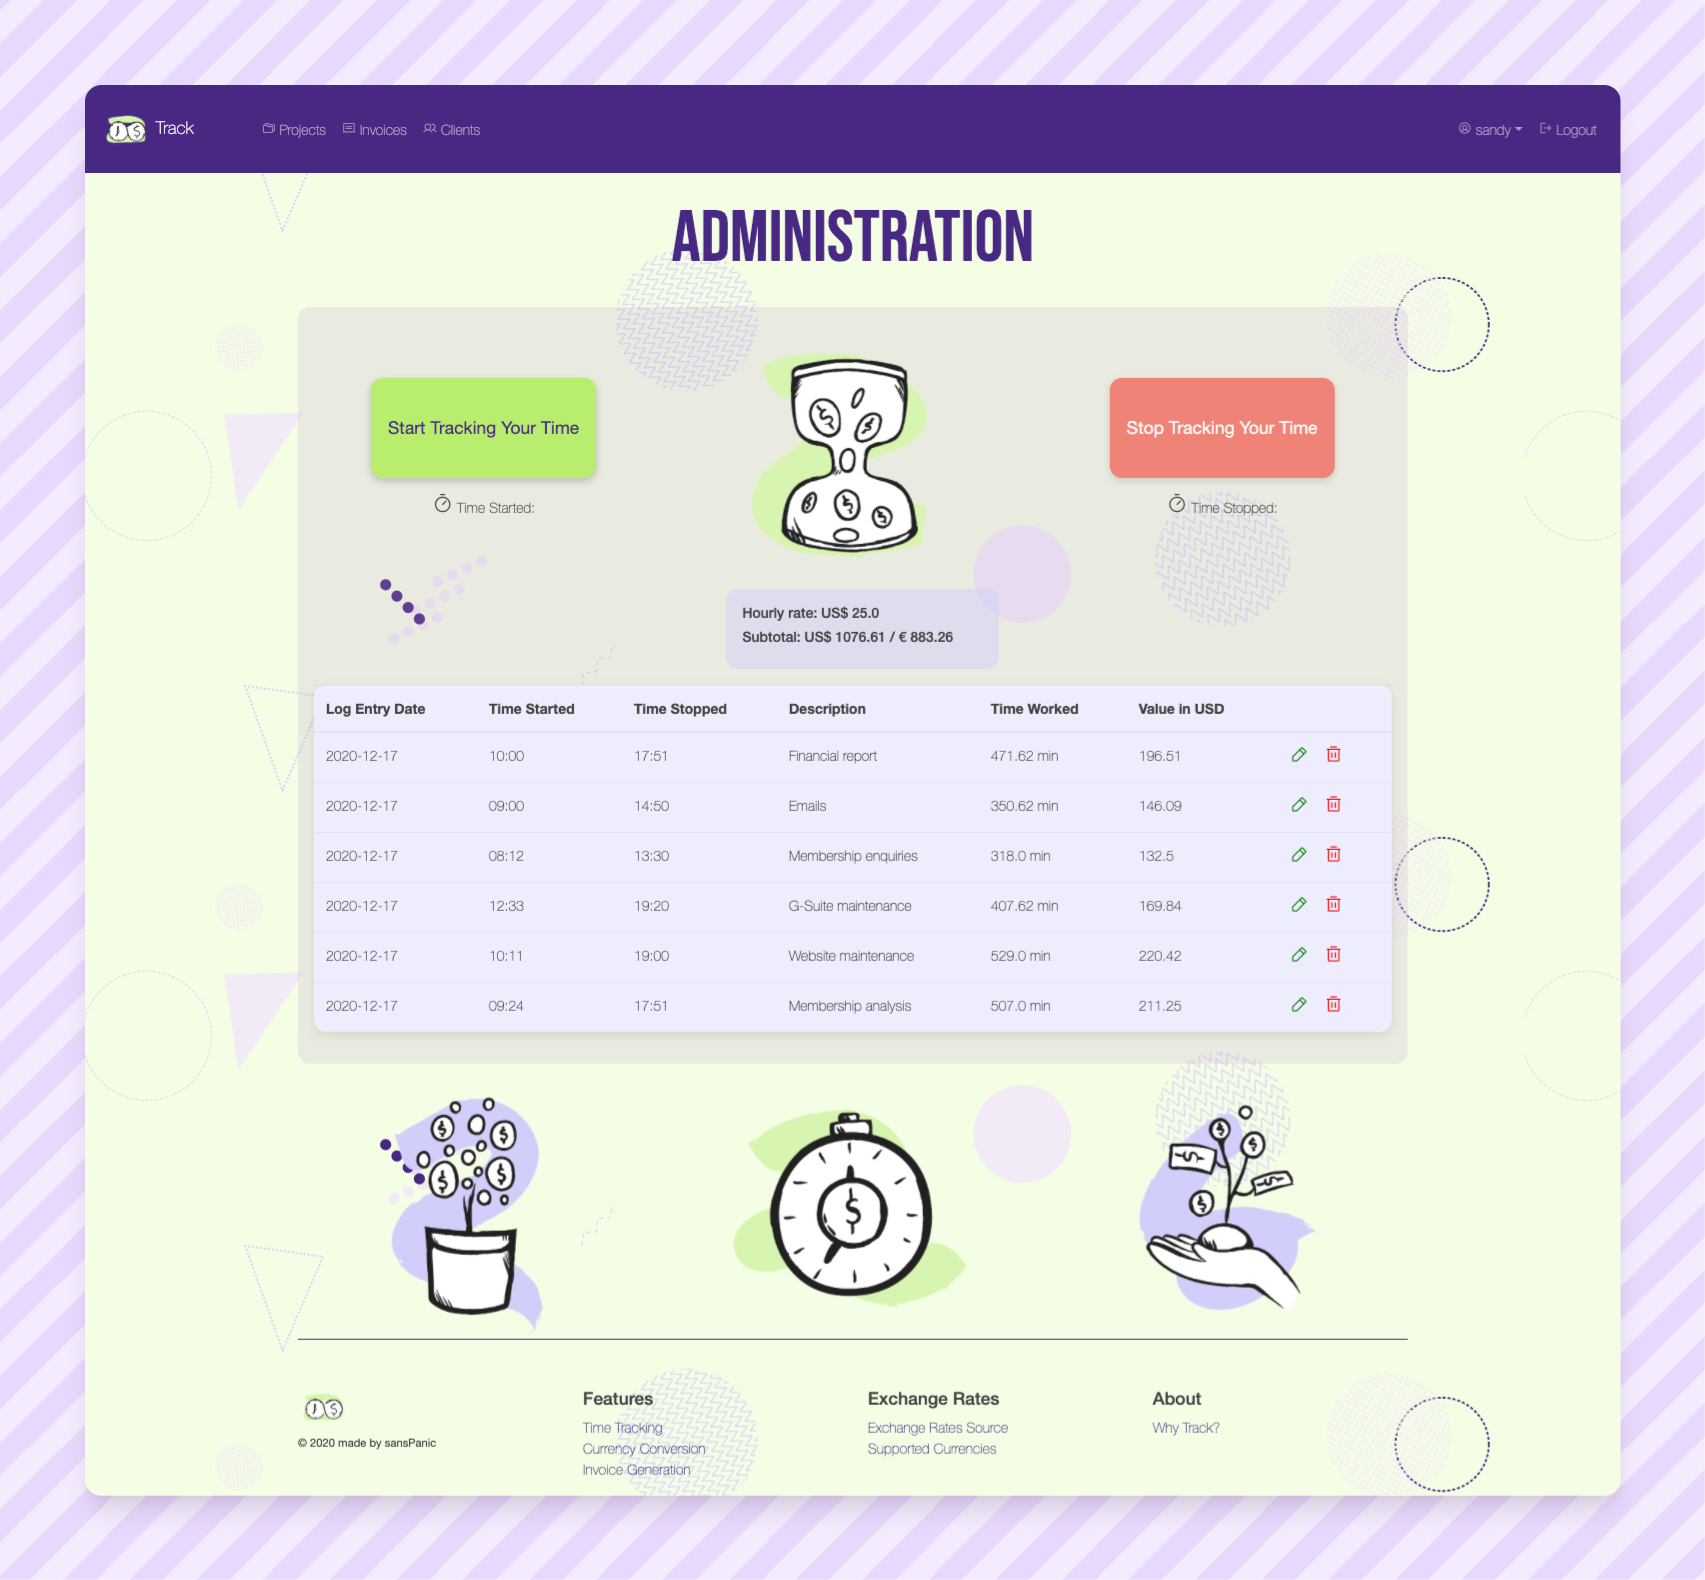 Track
Projects
Invoices
Clients
sandy
Logout
ADMINISTRATION
Start Tracking Your Time
Stop Tracking Your Time
Time Started:
Time Stopped:
Hourly rate: US$ 25.0
Subtotal: US$ 1076.61 / € 883.26
Log Entry Date Time Started Time Stopped Description Time Worked Value in USD
2020-12-17 10:00 17:51 Financial report 471.62 min 196.51
2020-12-17 09:00 14:50 Emails 350.62 min 146.09
2020-12-17 08:12 13:30 Membership enquiries 318.0 min 132.5
2020-12-17 12:33 19:20 G-Suite maintenance 407.62 min 169.84
2020-12-17 10:11 19:00 Website maintenance 529.0 min 220.42
2020-12-17 09:24 17:51 Membership analysis 507.0 min 211.25
© 2020 made by sansPanic
Features
Time Tracking
Currency Conversion
Invoice Generation
Exchange Rates
Exchange Rates Source
Supported Currencies
About
Why Track?